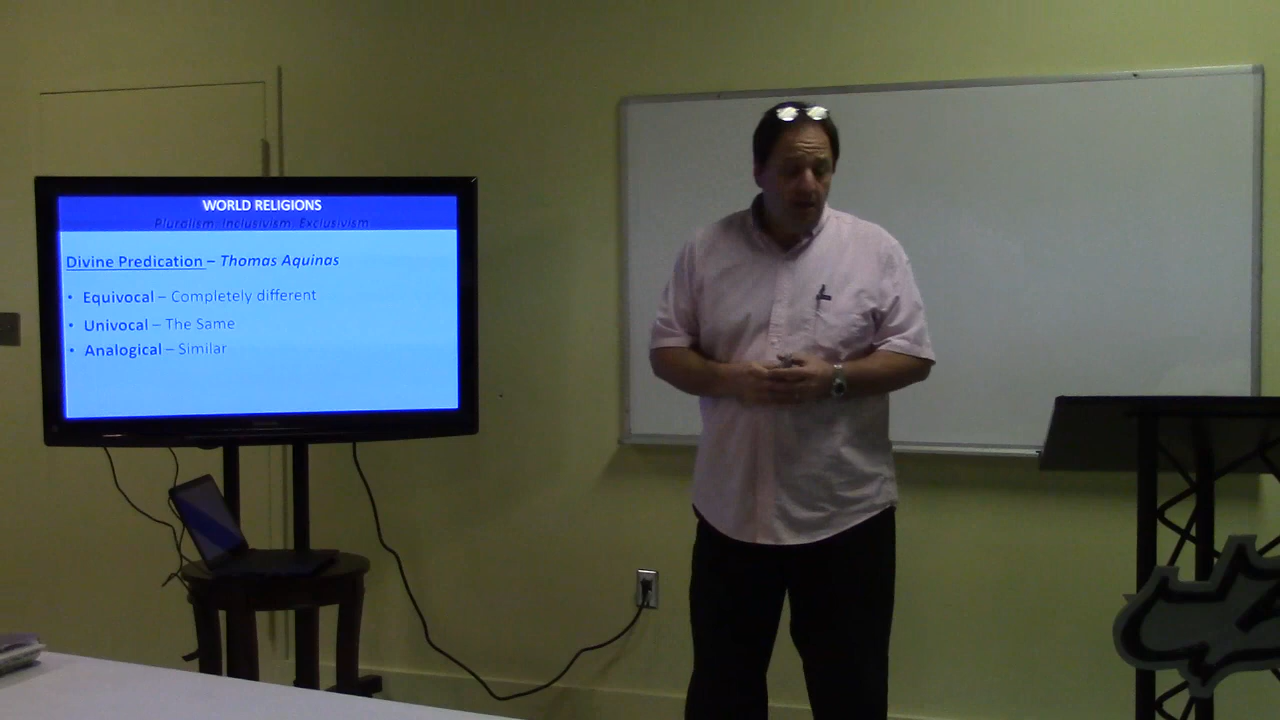 WORLD RELIGIONS
Pluralism, Inclusivism, Exclusivism
Divine Predication – Thomas Aquinas
• Equivocal – Completely different
• Univocal – The Same
• Analogical – Similar